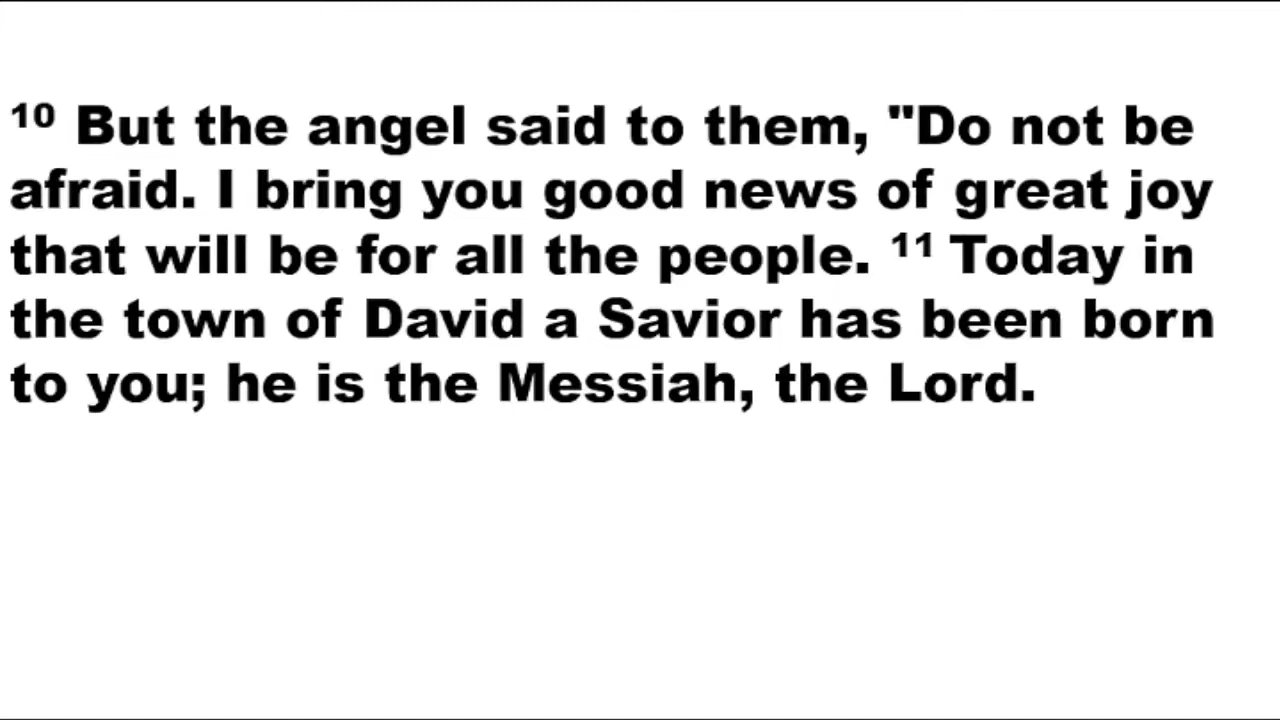 10 But the angel said to them, "Do not be
afraid. I bring you good news of great joy
that will be for all the people. 11 Today in
the town of David a Savior has been born
to you; he is the Messiah, the Lord.